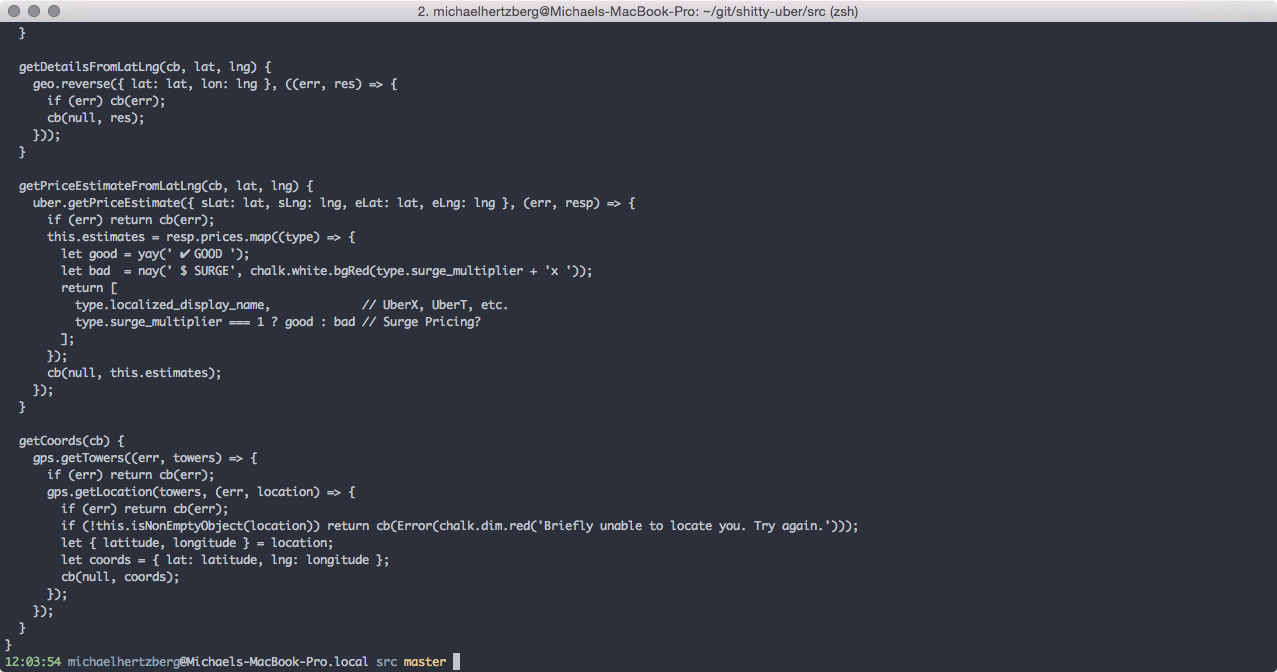 2. michaelhertzberg@Michaels-MacBook-Pro: ~/git/shitty-uber/src (zsh)
  }

  getDetailsFromLatLng(cb, lat, lng) {
    geo.reverse({ lat: lat, lon: lng }, ((err, res) => {
      if (err) cb(err);
      cb(null, res);
    }));
  }

  getPriceEstimateFromLatLng(cb, lat, lng) {
    uber.getPriceEstimate({ sLat: lat, sLng: lng, eLat: lat, eLng: lng }, (err, resp) => {
      if (err) return cb(err);
      this.estimates = resp.prices.map((type) => {
        let good = yay(' ✔ GOOD ');
        let bad  = nay(' $ SURGE', chalk.white.bgRed(type.surge_multiplier + 'x '));
        return [
          type.localized_display_name,             // UberX, UberT, etc.
          type.surge_multiplier === 1 ? good : bad // Surge Pricing?
        ];
      });
      cb(null, this.estimates);
    });
  }

  getCoords(cb) {
    gps.getTowers((err, towers) => {
      if (err) return cb(err);
      gps.getLocation(towers, (err, location) => {
        if (err) return cb(err);
        if (!this.isNonEmptyObject(location)) return cb(Error(chalk.dim.red('Briefly unable to locate you. Try again.')));
        let { latitude, longitude } = location;
        let coords = { lat: latitude, lng: longitude };
        cb(null, coords);
      });
    });
  }
}
12:03:54 michaelhertzberg@Michaels-MacBook-Pro.local src master